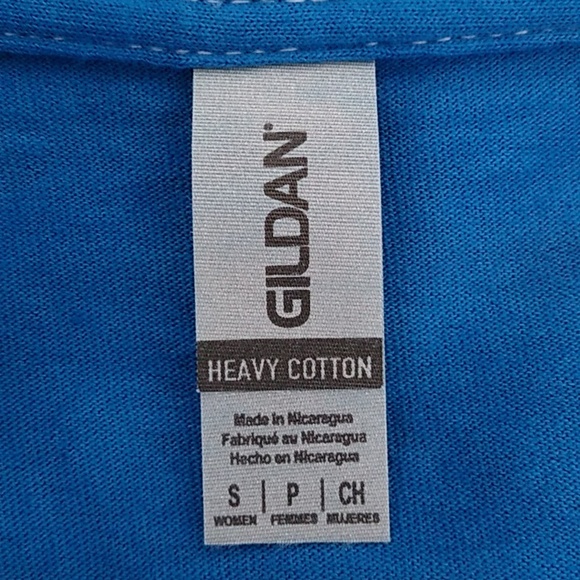 GILDAN®
HEAVY COTTON
Made in Nicaragua
Fabriqué au Nicaragua
Hecho en Nicaragua
S | P | CH
WOMEN FEMMES MUJERES